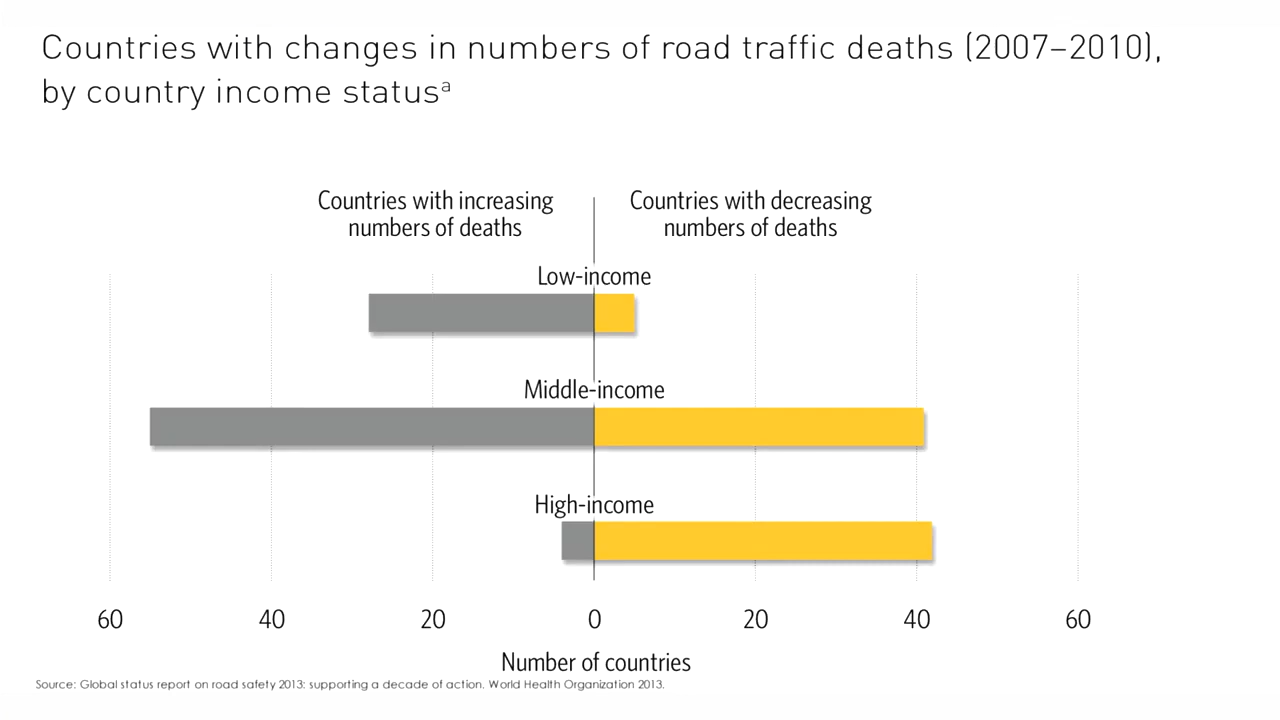 Countries with changes in numbers of road traffic deaths (2007–2010),
by country income statusª
Countries with increasing
numbers of deaths
Countries with decreasing
numbers of deaths
Low-income
Middle-income
High-income
60 40 20 0 20 40 60
Number of countries
Source: Global status report on road safety 2013: supporting a decade of action. World Health Organization 2013.